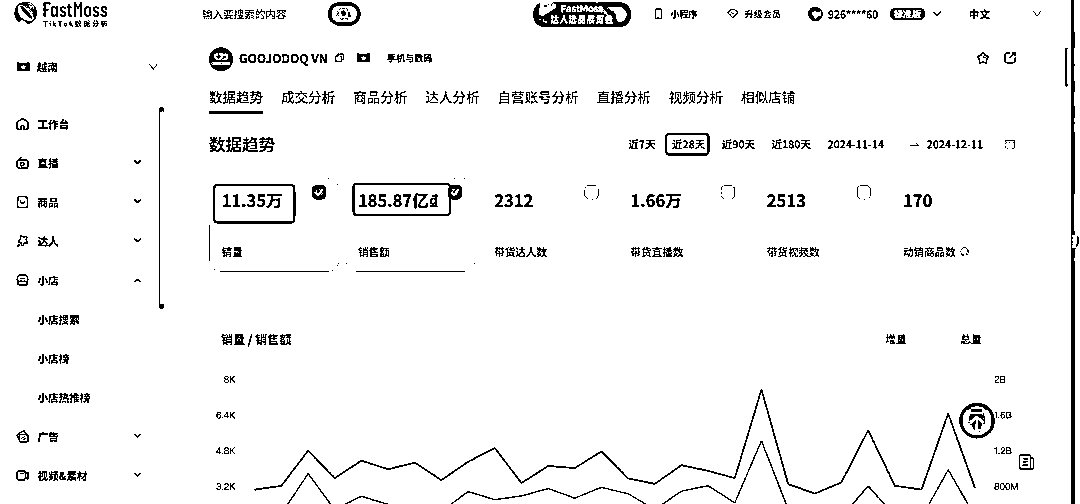 FastMoss
TikTok数据分析
输入要搜索的内容
FastMoss
达人选品展览会
小程序
升级会员
926****60
标准版
中文
越南
工作台
直播
商品
达人
小店
小店搜索
小店榜
小店热推榜
广告
视频&素材
GOOJODOQ VN
手机与数码
数据趋势 成交分析 商品分析 达人分析 自营账号分析 直播分析 视频分析 相似店铺
数据趋势
近7天 近28天 近90天 近180天 2024-11-14 → 2024-12-11
11.35万 185.87亿₫ 2312 1.66万 2513 170
销量 销售额 带货达人数 带货直播数 带货视频数 动销商品数
销量 / 销售额
增量 总量
8K 2B
6.4K 1.6B
4.8K 1.2B
3.2K 800M